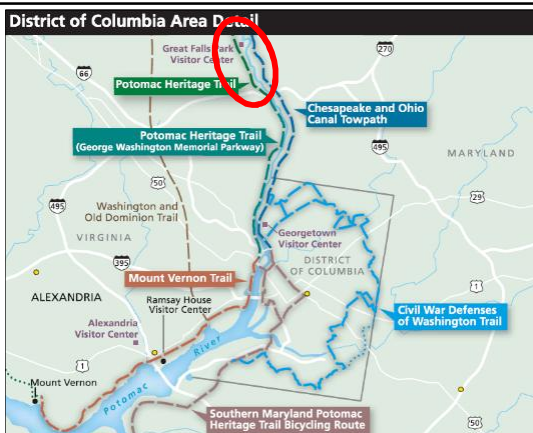 District of Columbia Area Detail
Great Falls Park
Visitor Center
270
66
Potomac Heritage Trail
Chesapeake and Ohio
Canal Towpath
Potomac Heritage Trail
(George Washington Memorial Parkway)
495
MARYLAND
50
Washington and
Old Dominion Trail
495
29
VIRGINIA
Georgetown
Visitor Center
DISTRICT
OF COLUMBIA
395
Mount Vernon Trail
1
ALEXANDRIA
Ramsay House
Visitor Center
Civil War Defenses
of Washington Trail
Alexandria
Visitor Center
River
1
Mount Vernon
Potomac
Southern Maryland Potomac
Heritage Trail Bicycling Route
50